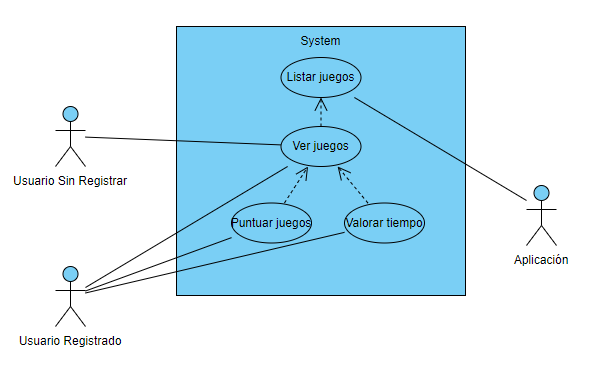 System
Listar juegos
Ver juegos
Usuario Sin Registrar
Puntuar juegos
Valorar tiempo
Aplicación
Usuario Registrado